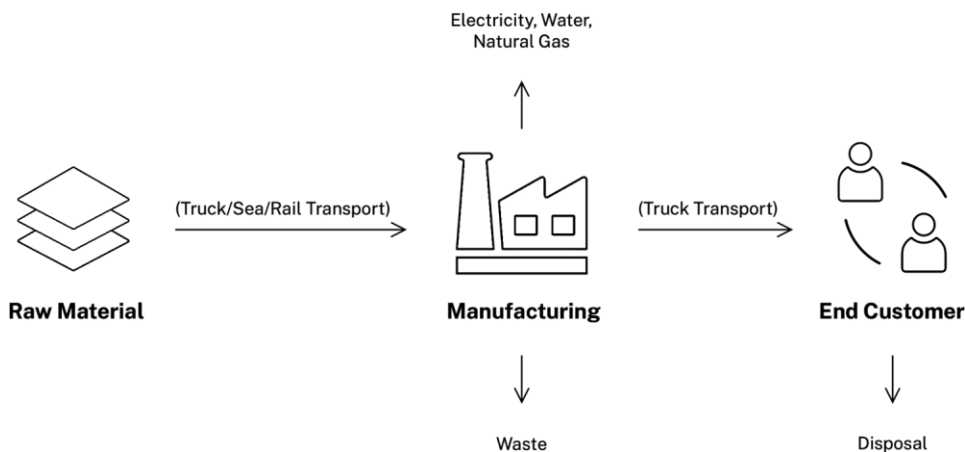 Electricity, Water,
Natural Gas
(Truck/Sea/Rail Transport)
(Truck Transport)
Raw Material
Manufacturing
End Customer
Waste
Disposal